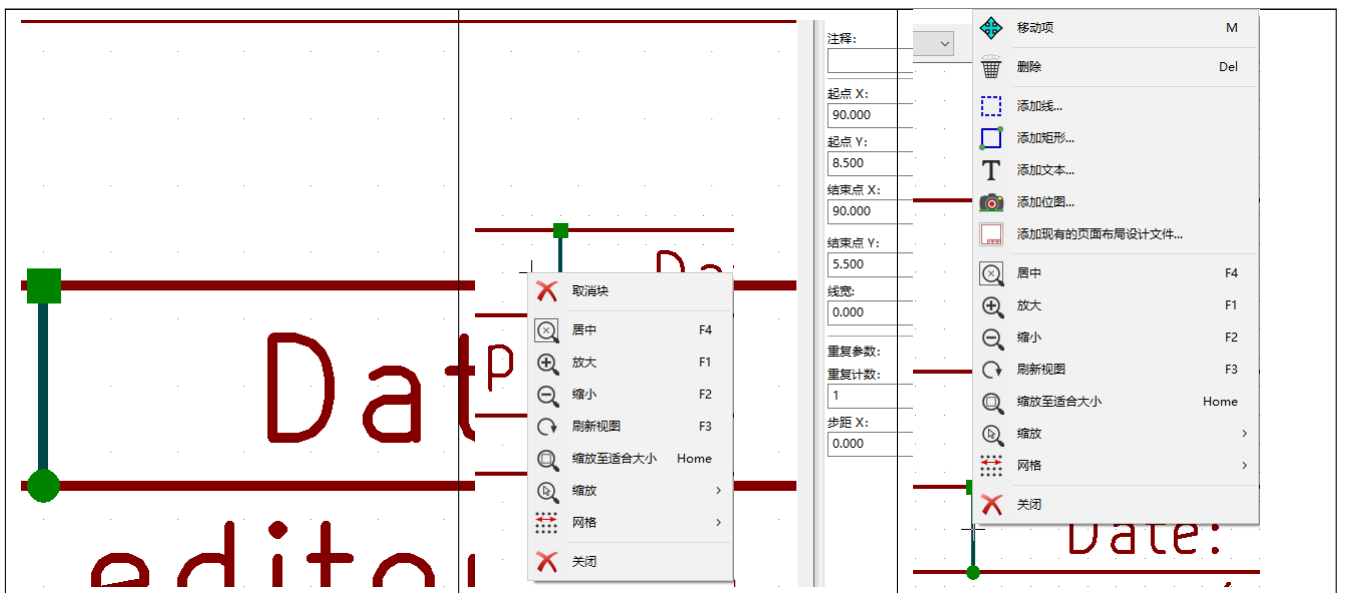 Dat
editor
Da
P
取消块
居中 F4
放大 F1
缩小 F2
刷新视图 F3
缩放至适合大小 Home
缩放
网格
关闭
注释:
起点 X:
90.000
起点 Y:
8.500
结束点 X:
90.000
结束点 Y:
5.500
线宽:
0.000
重复参数:
重复计数:
1
步距 X:
0.000
移动项 M
删除 Del
添加线...
添加矩形...
添加文本...
添加位图...
添加现有的页面布局设计文件...
居中 F4
放大 F1
缩小 F2
刷新视图 F3
缩放至适合大小 Home
缩放
网格
关闭
Date: